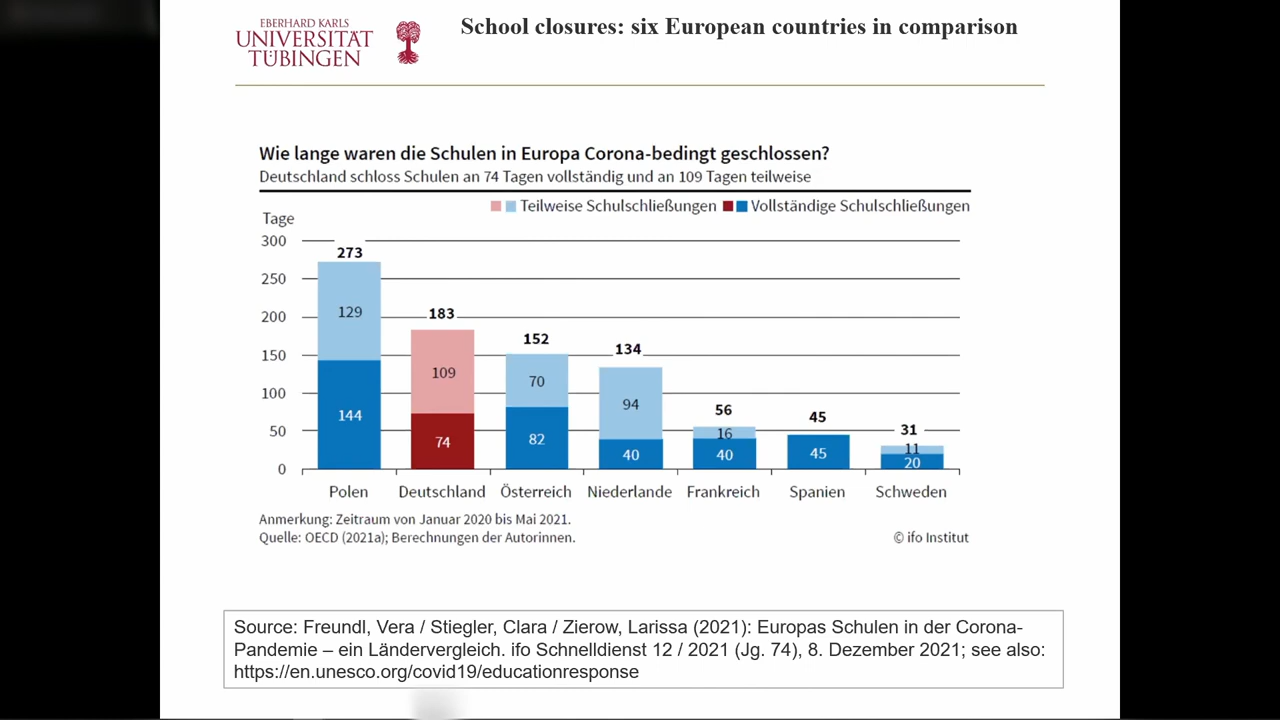 EBERHARD KARLS
UNIVERSITÄT
TÜBINGEN
School closures: six European countries in comparison
Wie lange waren die Schulen in Europa Corona-bedingt geschlossen?
Deutschland schloss Schulen an 74 Tagen vollständig und an 109 Tagen teilweise
Teilweise Schulschließungen Vollständige Schulschließungen
Tage
300
250
200
150
100
50
0
273
129
144
183
109
74
152
70
82
134
94
40
56
16
40
45
45
31
11
20
Polen Deutschland Österreich Niederlande Frankreich Spanien Schweden
Anmerkung: Zeitraum von Januar 2020 bis Mai 2021.
Quelle: OECD (2021a); Berechnungen der Autorinnen. © ifo Institut
Source: Freundl, Vera / Stiegler, Clara / Zierow, Larissa (2021): Europas Schulen in der Corona-
Pandemie – ein Ländervergleich. ifo Schnelldienst 12 / 2021 (Jg. 74), 8. Dezember 2021; see also:
https://en.unesco.org/covid19/educationresponse